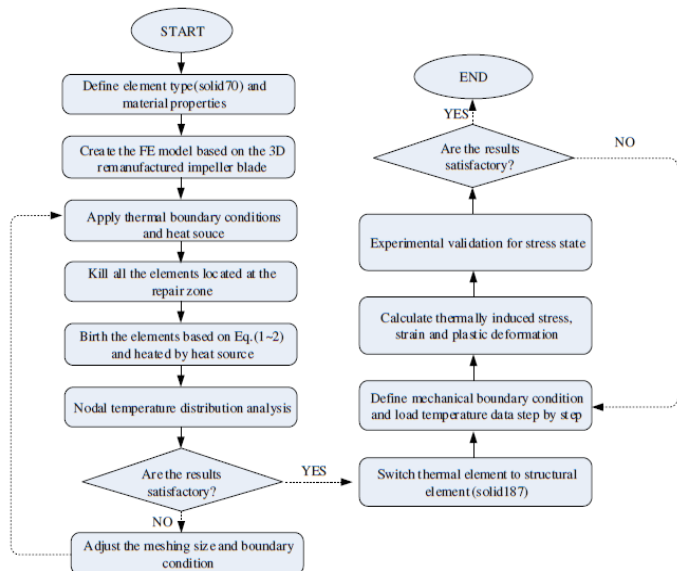 START
Define element type(solid70) and
material properties
Create the FE model based on the 3D
remanufactured impeller blade
Apply thermal boundary conditions
and heat souce
Kill all the elements located at the
repair zone
Birth the elements based on Eq.(1~2)
and heated by heat source
Nodal temperature distribution analysis
Are the results
satisfactory?
YES
NO
Adjust the meshing size and boundary
condition
END
YES
Are the results
satisfactory?
NO
Experimental validation for stress state
Calculate thermally induced stress,
strain and plastic deformation
Define mechanical boundary condition
and load temperature data step by step
Switch thermal element to structural
element(solid187)